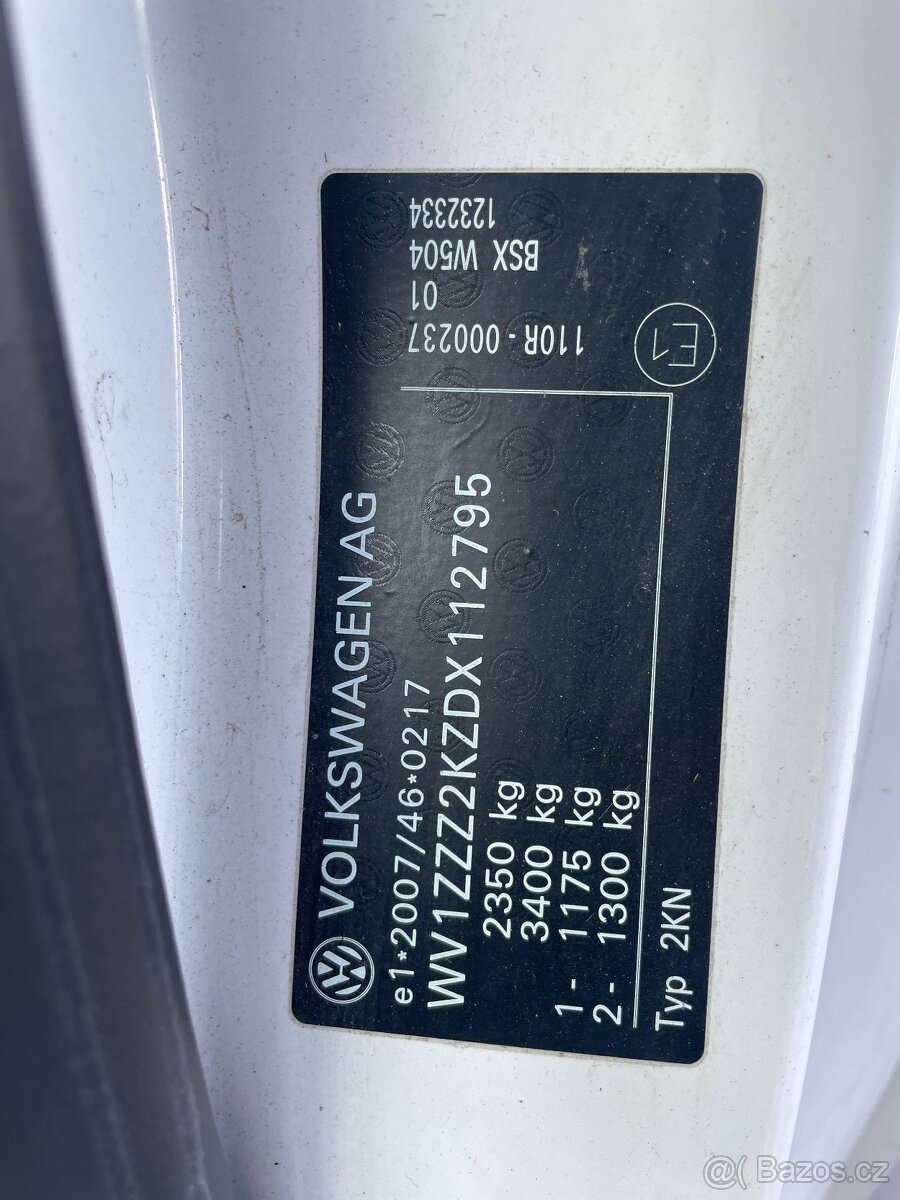 VOLKSWAGEN AG
e1*2007/46*0217
WV1ZZZ2KZDX112795
2350 kg
3400 kg
1- 1175 kg
2- 1300 kg
Typ 2KN
110R-000237
01
BSX W504
1232334
E1
@( Bazos.cz